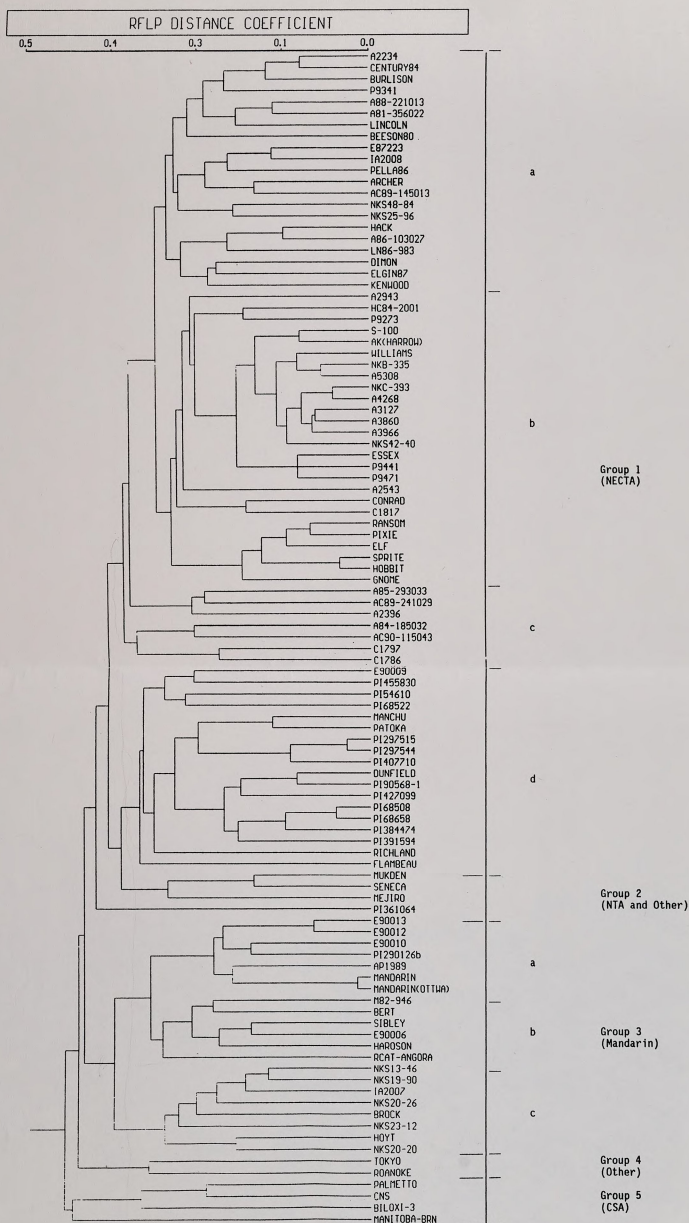 RFLP DISTANCE COEFFICIENT
0.5 0.4 0.3 0.1 0.0
A2234
CENTURY84
BURLISON
P9341
A88-221013
A81-356022
LINCOLN
BEESON80
E87223
IA2008
PELLA86
a
ARCHER
AC89-145013
NKS48-84
NKS25-96
HACK
A86-103027
LN86-983
DIMON
ELGIN87
KENWOOD
A2943
HC84-2001
P9273
S-100
AK(HARROW)
WILLIAMS
NKB-335
A5308
NKC-393
A4268
A3127
A3860
b
A3966
NKS42-40
ESSEX
P9441
Group 1
(NECTA)
P9471
A2543
CONRAD
C1817
RANSOM
PIXIE
ELF
SPRITE
HOBBIT
GNOME
A85-293033
AC89-241029
A2396
A84-185032
c
AC90-115043
C1797
C1786
E90009
PI455830
PI54610
PI68522
MANCHU
PATOKA
PI297515
PI297544
PI407710
DUNFIELD
d
PI90568-1
PI427099
PI68508
PI68658
PI384474
PI391594
RICHLAND
FLAMBEAU
MUKDEN
SENECA
Group 2
(NTA and Other)
MEJIRO
PI361064
E90013
E90012
E90010
PI290126b
AP1989
a
MANDARIN
MANDARIN(OTTWA)
M82-946
BERT
SIBLEY
E90006
b
Group 3
(Mandarin)
HAROSON
RCAT-ANGORA
NKS13-46
NKS19-90
IA2007
NKS20-26
BROCK
c
NKS23-12
HOYT
NKS20-20
TOKYO
Group 4
(Other)
ROANOKE
PALMETTO
CNS
Group 5
(CSA)
BILOXI-3
MANITOBA-BRN